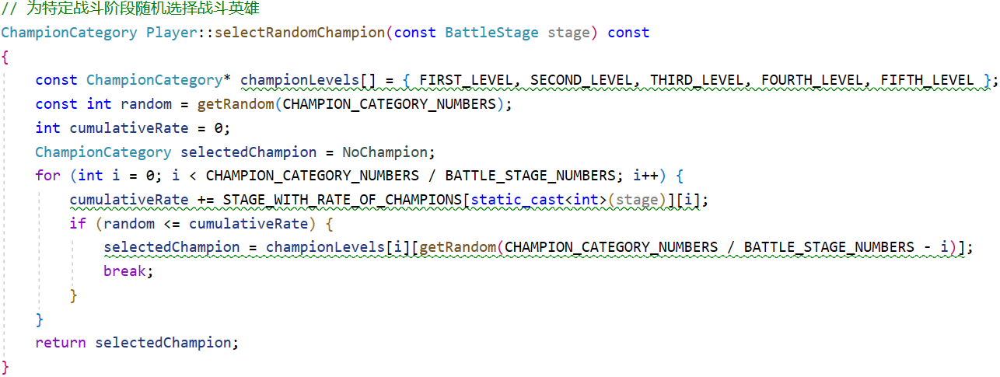 // 为特定战斗阶段随机选择战斗英雄
ChampionCategory Player::selectRandomChampion(const BattleStage stage) const
{
    const ChampionCategory* championLevels[] = { FIRST_LEVEL, SECOND_LEVEL, THIRD_LEVEL, FOURTH_LEVEL, FIFTH_LEVEL };
    const int random = getRandom(CHAMPION_CATEGORY_NUMBERS);
    int cumulativeRate = 0;
    ChampionCategory selectedChampion = NoChampion;
    for (int i = 0; i < CHAMPION_CATEGORY_NUMBERS / BATTLE_STAGE_NUMBERS; i++) {
        cumulativeRate += STAGE_WITH_RATE_OF_CHAMPIONS[static_cast<int>(stage)][i];
        if (random <= cumulativeRate) {
            selectedChampion = championLevels[i][getRandom(CHAMPION_CATEGORY_NUMBERS / BATTLE_STAGE_NUMBERS - i)];
            break;
        }
    }
    return selectedChampion;
}